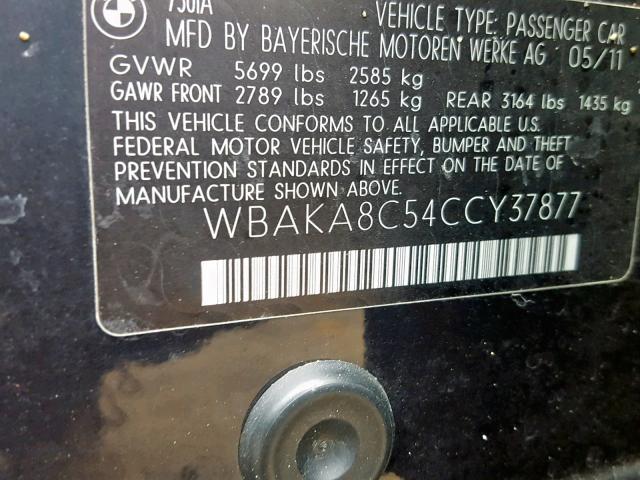 VEHICLE TYPE: PASSENGER CAR
MFD BY BAYERISCHE MOTOREN WERKE AG 05/11
GVWR 5699 lbs 2585 kg
GAWR FRONT 2789 lbs 1265 kg REAR 3164 lbs 1435 kg
THIS VEHICLE CONFORMS TO ALL APPLICABLE U.S.
FEDERAL MOTOR VEHICLE SAFETY, BUMPER AND THEFT
PREVENTION STANDARDS IN EFFECT ON THE DATE OF
MANUFACTURE SHOWN ABOVE.
WBAKA8C54CCY37877